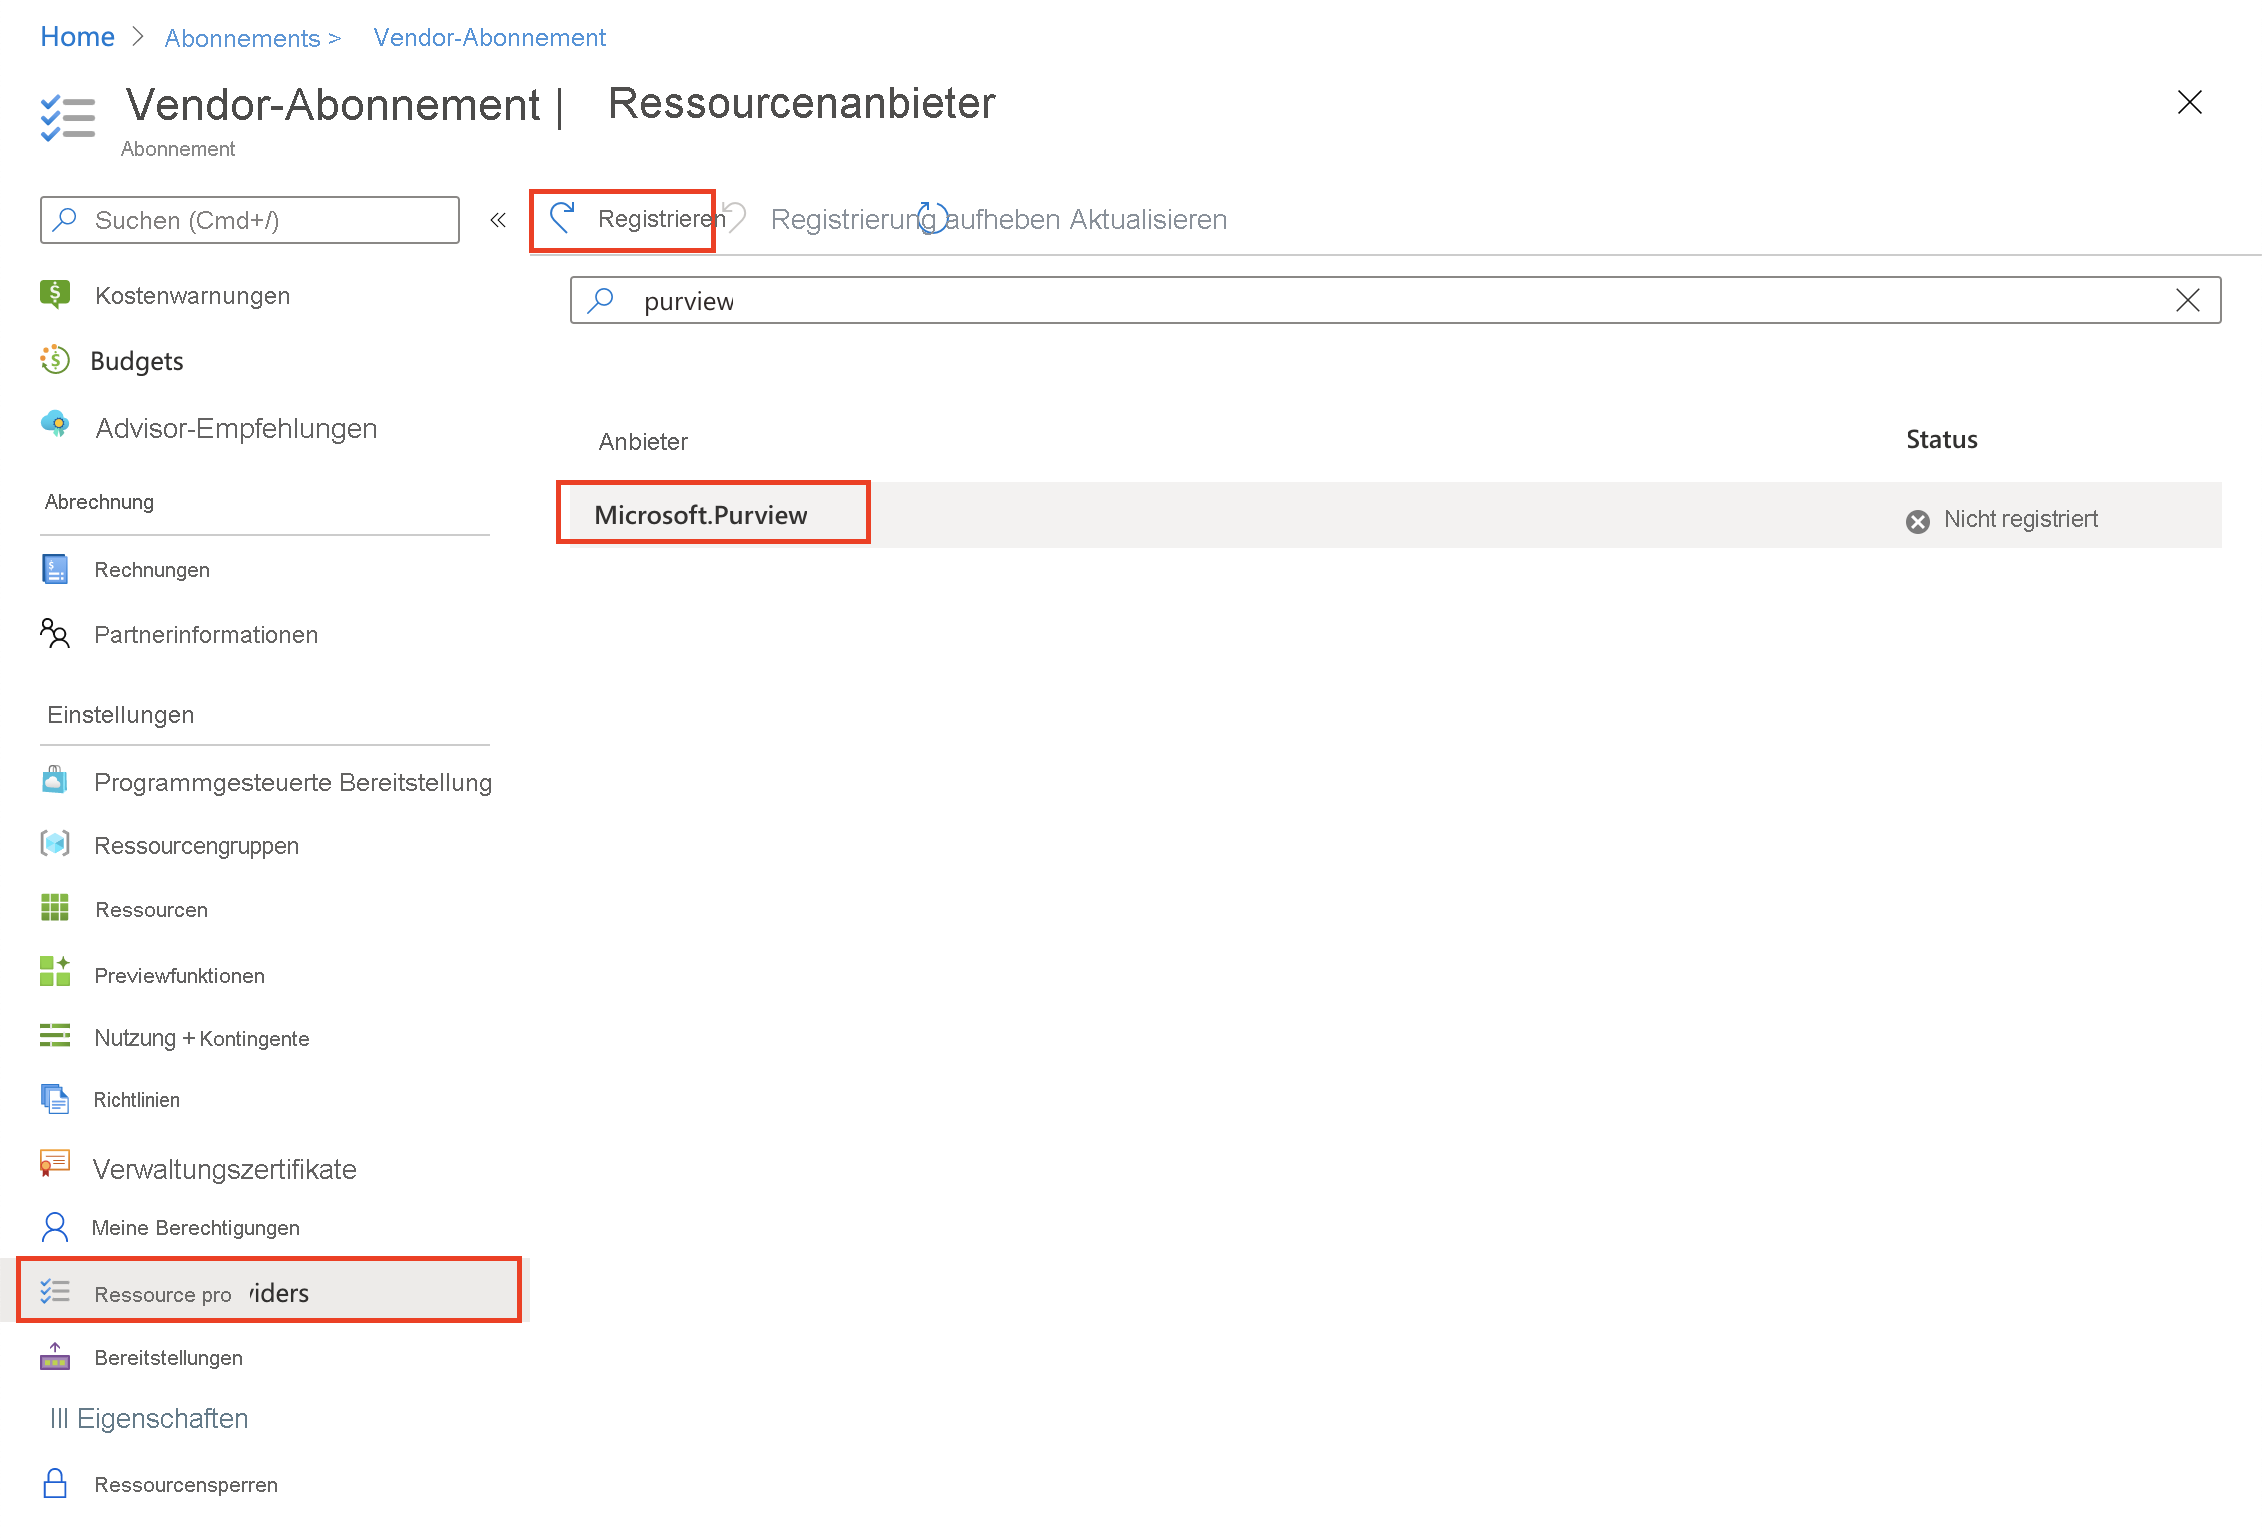 Home > Abonnements > Vendor-Abonnement
Vendor-Abonnement | Ressourcenanbieter
Abonnement
Suchen (Cmd+/)
«
Registrieren Registrierung aufheben Aktualisieren
purview
Kostenwarnungen
Budgets
Advisor-Empfehlungen
Anbieter Status
Microsoft.Purview Nicht registriert
Abrechnung
Rechnungen
Partnerinformationen
Einstellungen
Programmgesteuerte Bereitstellung
Ressourcengruppen
Ressourcen
Previewfunktionen
Nutzung + Kontingente
Richtlinien
Verwaltungszertifikate
Meine Berechtigungen
Ressource pro viders
Bereitstellungen
III Eigenschaften
Ressourcensperren